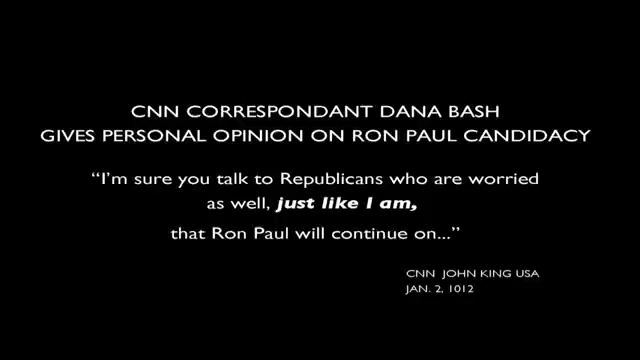 CNN CORRESPONDANT DANA BASH
GIVES PERSONAL OPINION ON RON PAUL CANDIDACY
“I’m sure you talk to Republicans who are worried
as well, just like I am,
that Ron Paul will continue on...”
CNN JOHN KING USA
JAN. 2, 1012